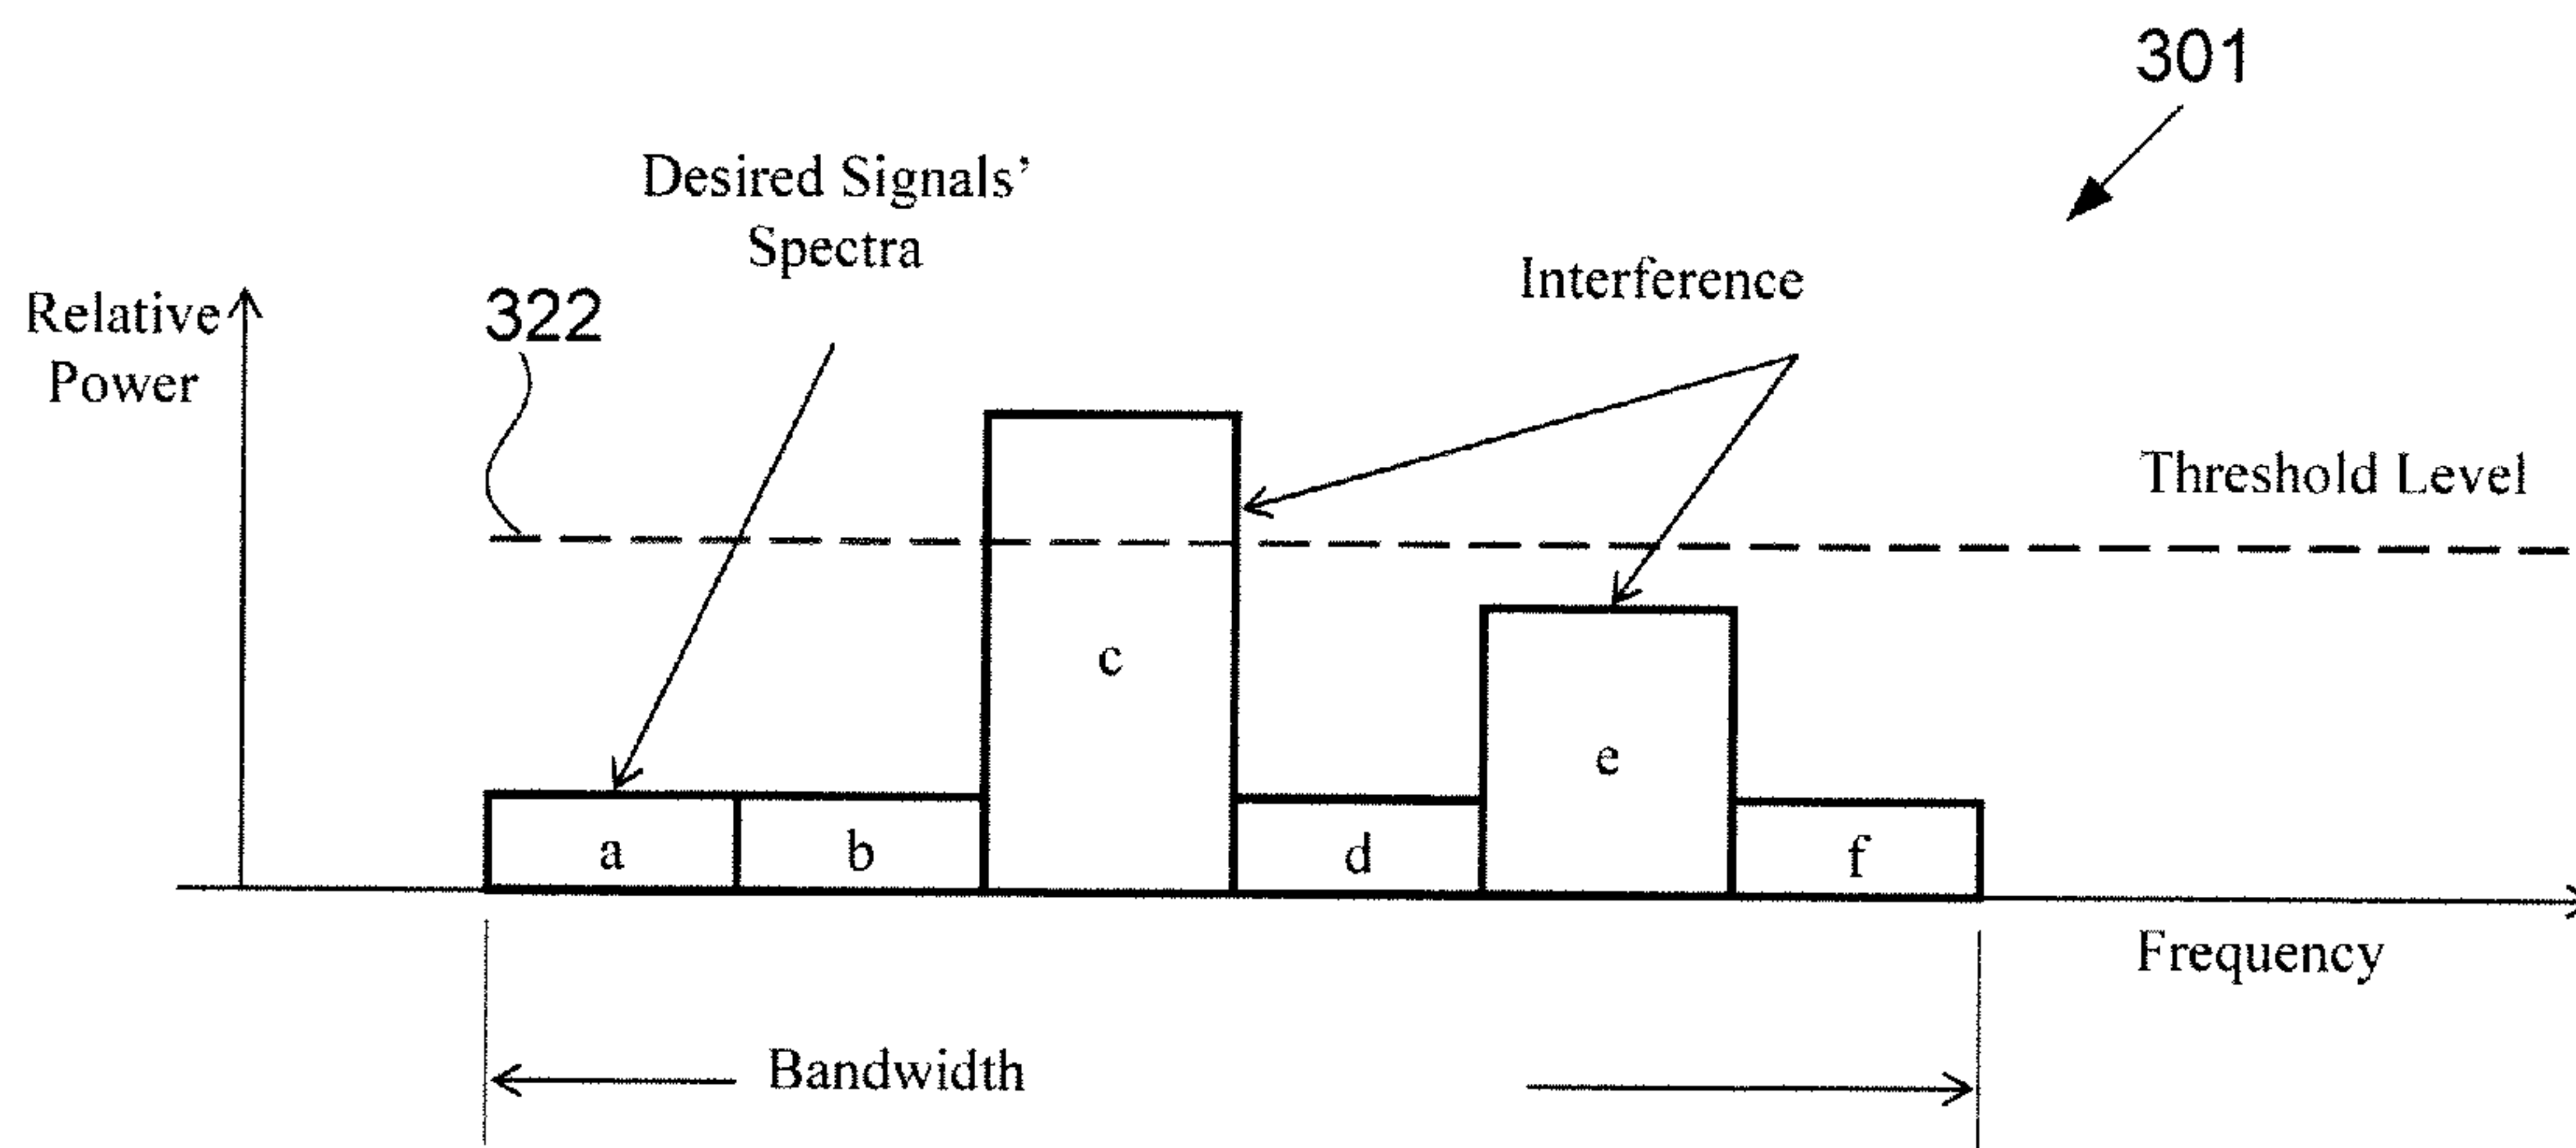 301
Desired Signals'
Spectra
Interference
Relative
Power
322
Threshold Level
c
e
a
b
d
f
Frequency
Bandwidth